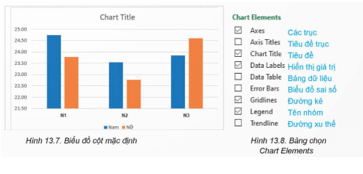 Chart Title
25.00
24.50
24.00
23.50
23.00
22.50
22.00
21.50
N1 N2 N3
Nam Nữ
Hình 13.7. Biểu đồ cột mặc định
Chart Elements
Axes Các trục
Axis Titles Tiêu đề trục
Chart Title Tiêu đề
Data Labels Hiển thị giá trị
Data Table Bảng dữ liệu
Error Bars Biểu đồ sai số
Gridlines Đường kẻ
Legend Tên nhóm
Trendline Đường xu thế
Hình 13.8. Bảng chọn
Chart Elements